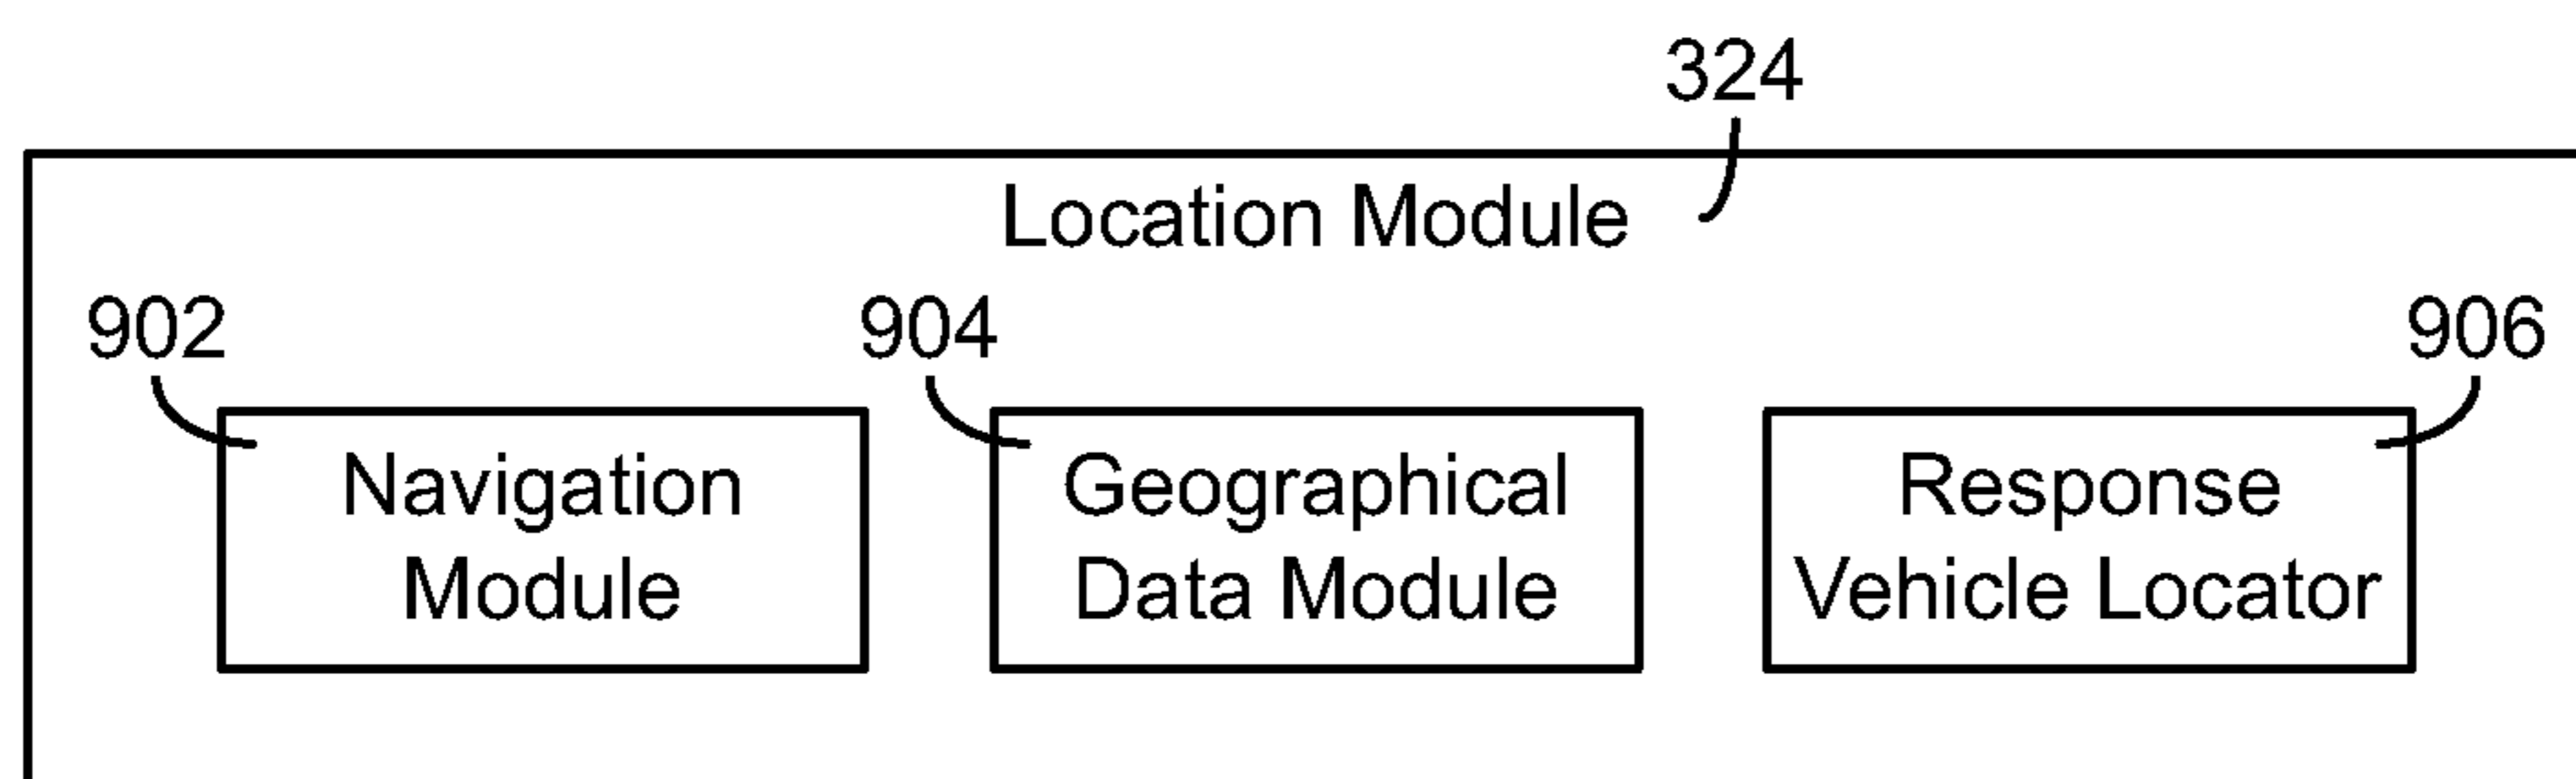 324
Location Module
902
904
906
Navigation
Module
Geographical
Data Module
Response
Vehicle Locator